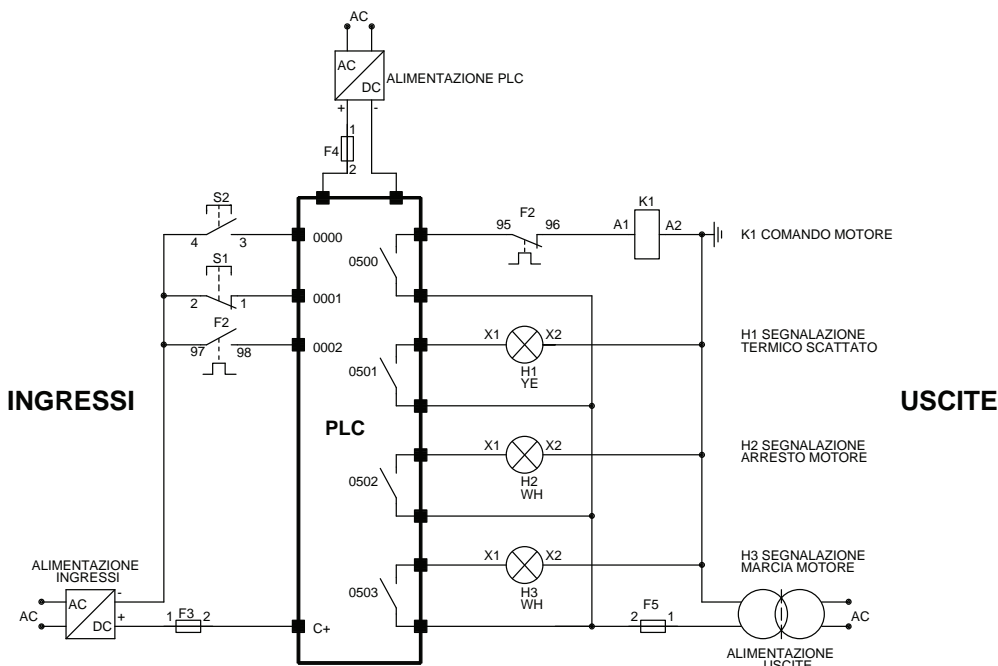 AC
AC
DC
ALIMENTAZIONE PLC
+ -
1
F4
2
S2
4 3
0000
S1
2 1
0001
F2
97 98
0002
INGRESSI
PLC
0500
0501
0502
0503
C+
95 F2 96
K1
A1 A2
K1 COMANDO MOTORE
X1 X2
H1
YE
H1 SEGNALAZIONE
TERMICO SCATTATO
USCITE
X1 X2
H2
WH
H2 SEGNALAZIONE
ARRESTO MOTORE
X1 X2
H3
WH
H3 SEGNALAZIONE
MARCIA MOTORE
ALIMENTAZIONE
INGRESSI
AC
AC
DC
-
+
1 F3 2
2 F5 1
AC
ALIMENTAZIONE
USCITE